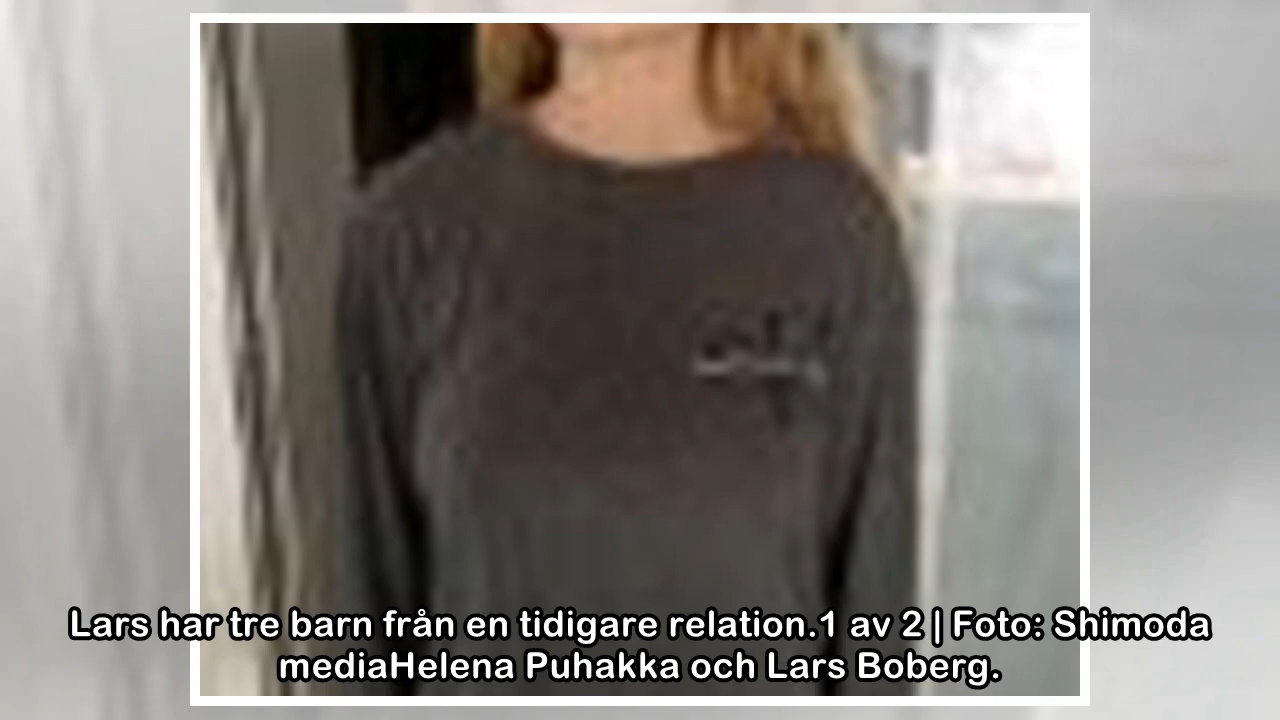 Lars har tre barn från en tidigare relation.1 av 2 | Foto: Shimoda
mediaHelena Puhakka och Lars Boberg.